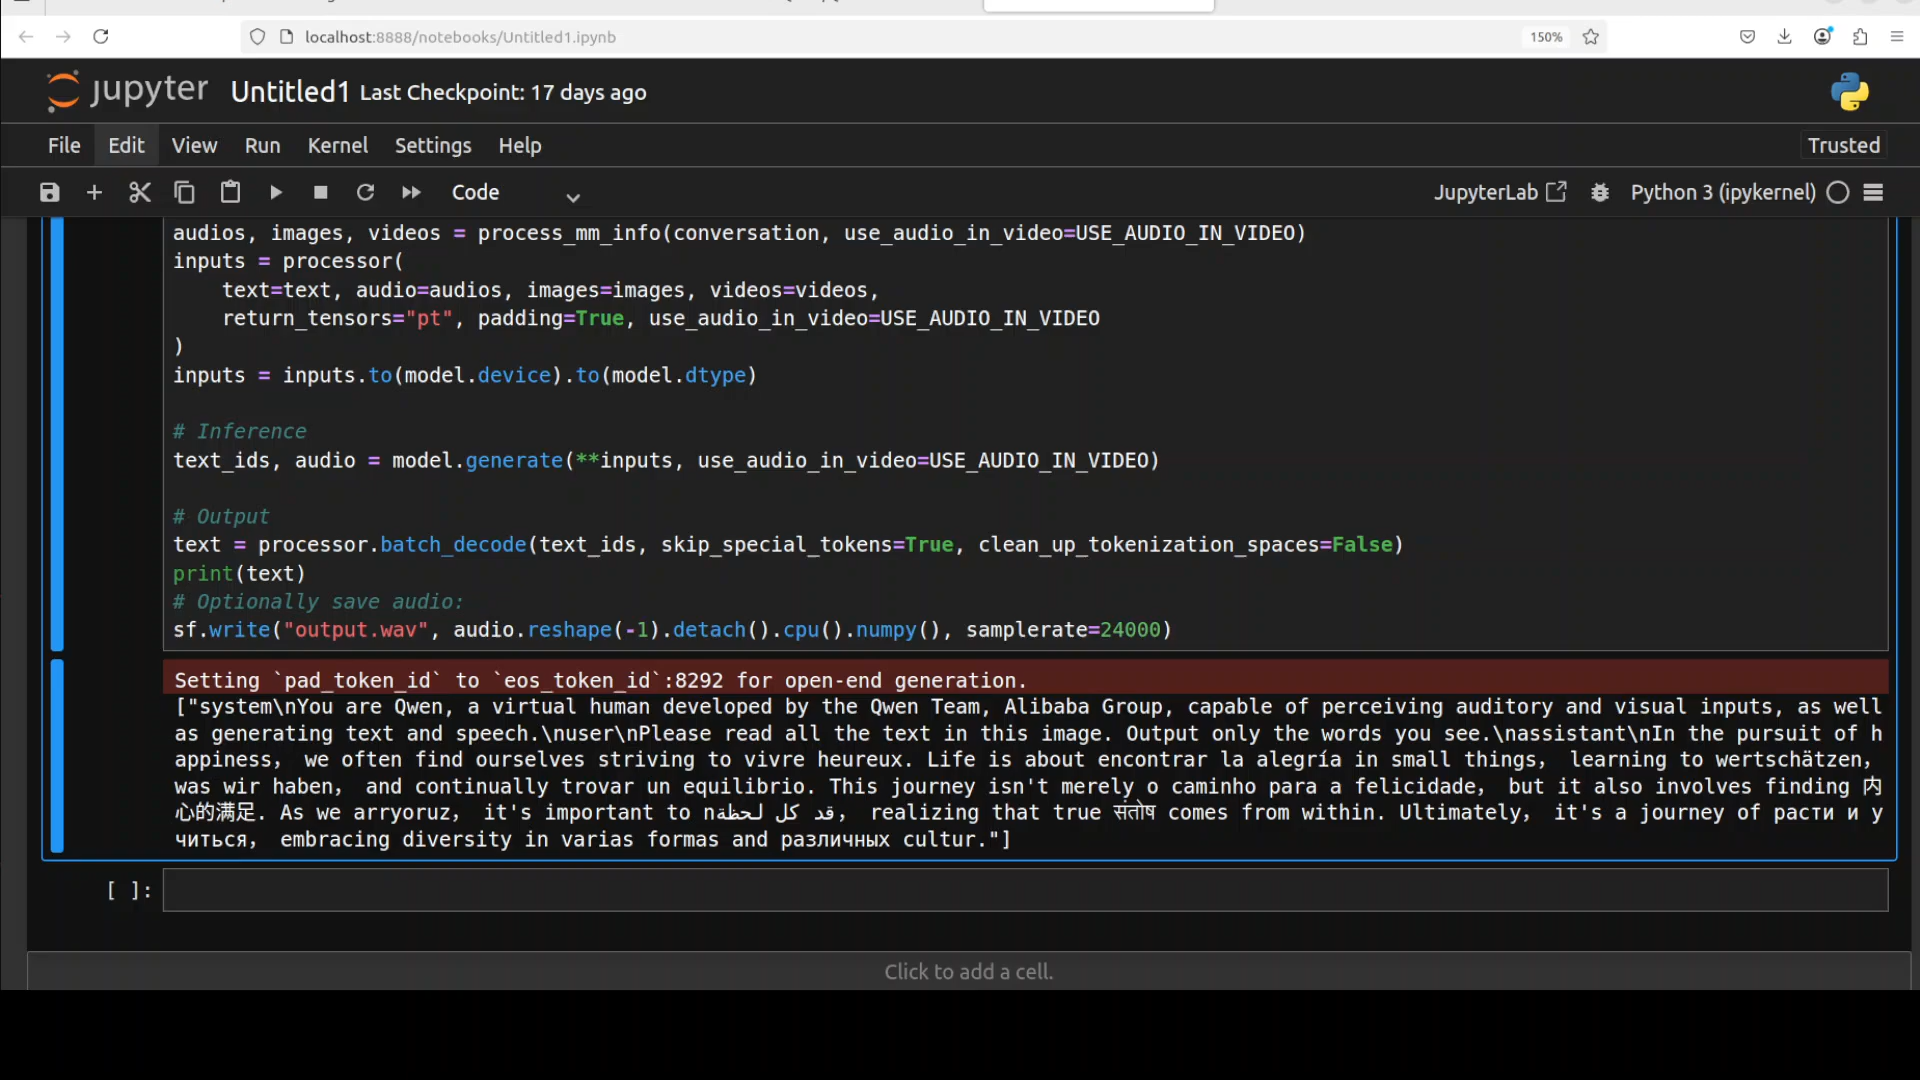 localhost:8888/notebooks/Untitled1.ipynb
150%
jupyter Untitled1 Last Checkpoint: 17 days ago
File Edit View Run Kernel Settings Help
Trusted
Code
JupyterLab
Python 3 (ipykernel)
audios, images, videos = process_mm_info(conversation, use_audio_in_video=USE_AUDIO_IN_VIDEO)
inputs = processor(
    text=text, audio=audios, images=images, videos=videos,
    return_tensors="pt", padding=True, use_audio_in_video=USE_AUDIO_IN_VIDEO
)
inputs = inputs.to(model.device).to(model.dtype)
# Inference
text_ids, audio = model.generate(**inputs, use_audio_in_video=USE_AUDIO_IN_VIDEO)
# Output
text = processor.batch_decode(text_ids, skip_special_tokens=True, clean_up_tokenization_spaces=False)
print(text)
# Optionally save audio:
sf.write("output.wav", audio.reshape(-1).detach().cpu().numpy(), samplerate=24000)
Setting `pad_token_id` to `eos_token_id`:8292 for open-end generation.
["system\nYou are Qwen, a virtual human developed by the Qwen Team, Alibaba Group, capable of perceiving auditory and visual inputs, as well
as generating text and speech.\nuser\nPlease read all the text in this image. Output only the words you see.\nassistant\nIn the pursuit of h
appiness， we often find ourselves striving to vivre heureux. Life is about encontrar la alegría in small things， learning to wertschätzen，
was wir haben， and continually trovar un equilibrio. This journey isn't merely o caminho para a felicidade， but it also involves finding 内
心的满足. As we arryoruz， it's important to nقد كل لحظة， realizing that true संतोष comes from within. Ultimately， it's a journey of расти и у
читься， embracing diversity in varias formas and различных cultur."]
[ ]:
Click to add a cell.